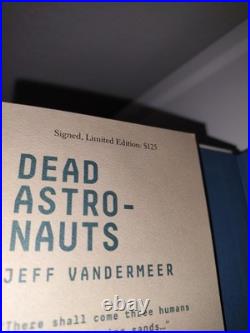 Signed, Limited Edition: $125
DEAD
ASTRO-
NAUTS
JEFF VANDERMEER
"There shall come three humans
sands…"